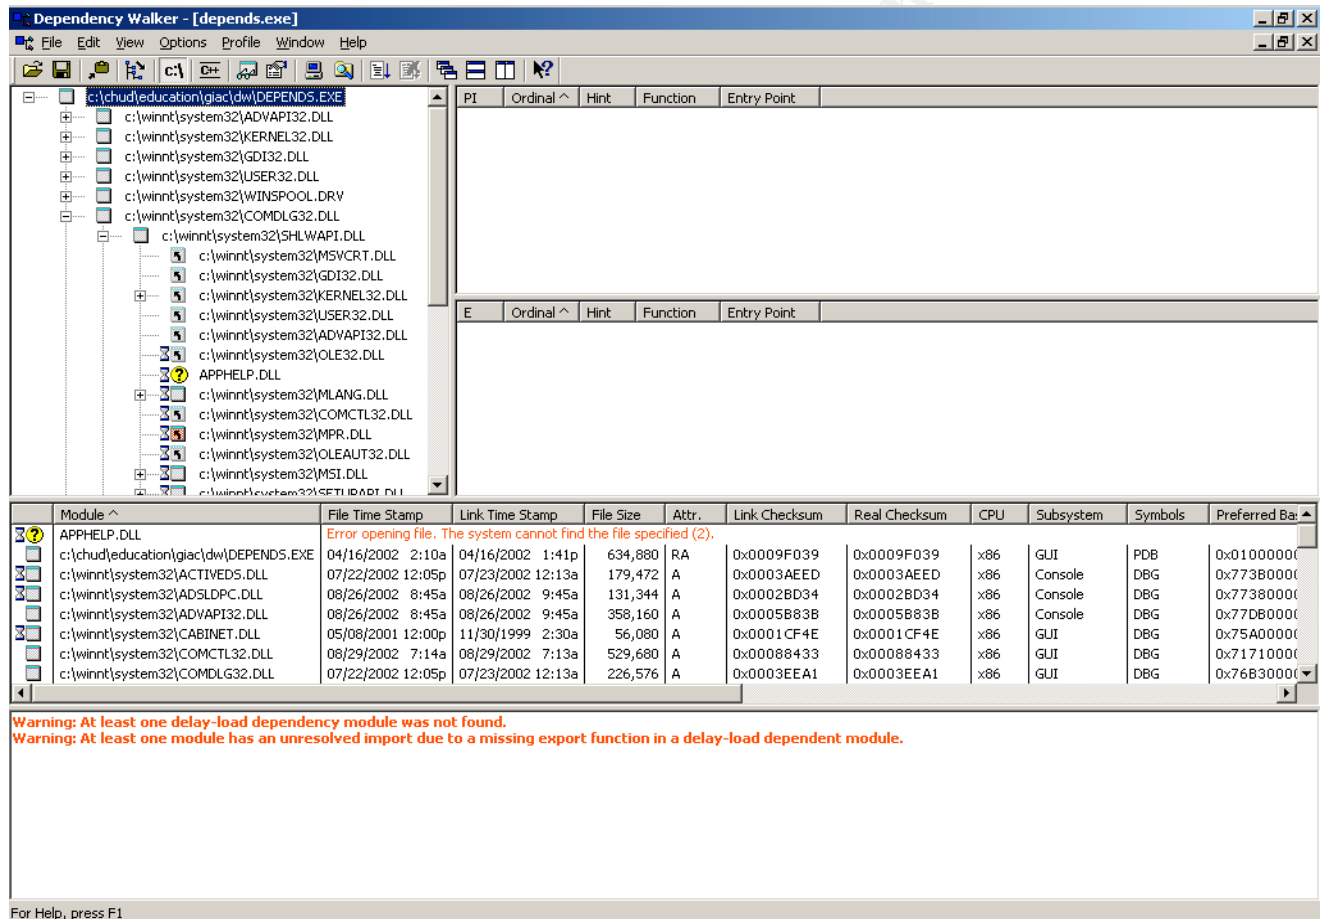 Dependency Walker - [depends.exe]
File Edit View Options Profile Window Help
c:\ C++
c:\chud\education\giac\dw\DEPENDS.EXE
c:\winnt\system32\ADVAPI32.DLL
c:\winnt\system32\KERNEL32.DLL
c:\winnt\system32\GDI32.DLL
c:\winnt\system32\USER32.DLL
c:\winnt\system32\WINSPOOL.DRV
c:\winnt\system32\COMDLG32.DLL
c:\winnt\system32\SHLWAPI.DLL
c:\winnt\system32\MSVCRT.DLL
c:\winnt\system32\GDI32.DLL
c:\winnt\system32\KERNEL32.DLL
c:\winnt\system32\USER32.DLL
c:\winnt\system32\ADVAPI32.DLL
c:\winnt\system32\OLE32.DLL
APPHELP.DLL
c:\winnt\system32\MLANG.DLL
c:\winnt\system32\COMCTL32.DLL
c:\winnt\system32\MPR.DLL
c:\winnt\system32\OLEAUT32.DLL
c:\winnt\system32\MSI.DLL
c:\winnt\system32\SETUPAPI.DLL
PI Ordinal ^ Hint Function Entry Point
E Ordinal ^ Hint Function Entry Point
Module ^ File Time Stamp Link Time Stamp File Size Attr. Link Checksum Real Checksum CPU Subsystem Symbols Preferred Ba
APPHELP.DLL Error opening file. The system cannot find the file specified (2).
c:\chud\education\giac\dw\DEPENDS.EXE 04/16/2002 2:10a 04/16/2002 1:41p 634,880 RA 0x0009F039 0x0009F039 x86 GUI PDB 0x01000000
c:\winnt\system32\ACTIVEDS.DLL 07/22/2002 12:05p 07/23/2002 12:13a 179,472 A 0x0003AEED 0x0003AEED x86 Console DBG 0x773B0000
c:\winnt\system32\ADSLDPC.DLL 08/26/2002 8:45a 08/26/2002 9:45a 131,344 A 0x0002BD34 0x0002BD34 x86 Console DBG 0x77380000
c:\winnt\system32\ADVAPI32.DLL 08/26/2002 8:45a 08/26/2002 9:45a 358,160 A 0x0005B83B 0x0005B83B x86 Console DBG 0x77DB0000
c:\winnt\system32\CABINET.DLL 05/08/2001 12:00p 11/30/1999 2:30a 56,080 A 0x0001CF4E 0x0001CF4E x86 GUI DBG 0x75A00000
c:\winnt\system32\COMCTL32.DLL 08/29/2002 7:14a 08/29/2002 7:13a 529,680 A 0x00088433 0x00088433 x86 GUI DBG 0x71710000
c:\winnt\system32\COMDLG32.DLL 07/22/2002 12:05p 07/23/2002 12:13a 226,576 A 0x0003EEA1 0x0003EEA1 x86 GUI DBG 0x76B30000
Warning: At least one delay-load dependency module was not found.
Warning: At least one module has an unresolved import due to a missing export function in a delay-load dependent module.
For Help, press F1